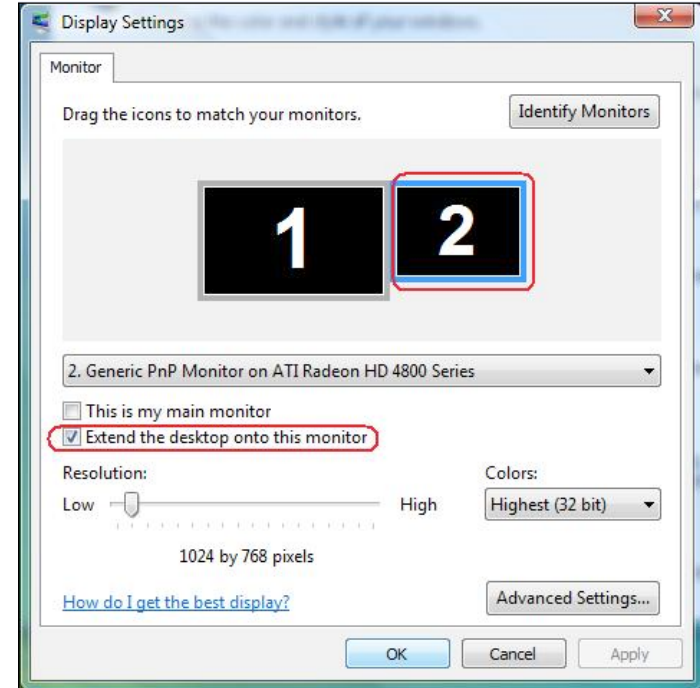 Display Settings
Monitor
Drag the icons to match your monitors.
Identify Monitors
1
2
2. Generic PnP Monitor on ATI Radeon HD 4800 Series
This is my main monitor
Extend the desktop onto this monitor
Resolution:
Colors:
Low
High
Highest (32 bit)
1024 by 768 pixels
How do I get the best display?
Advanced Settings...
OK
Cancel
Apply